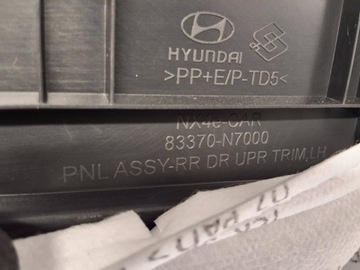 HYUNDAI
>PP+E/P-TD5<
NX4e-CAR
83370-N7000
PNL ASSY-RR DR UPR TRIM,LH